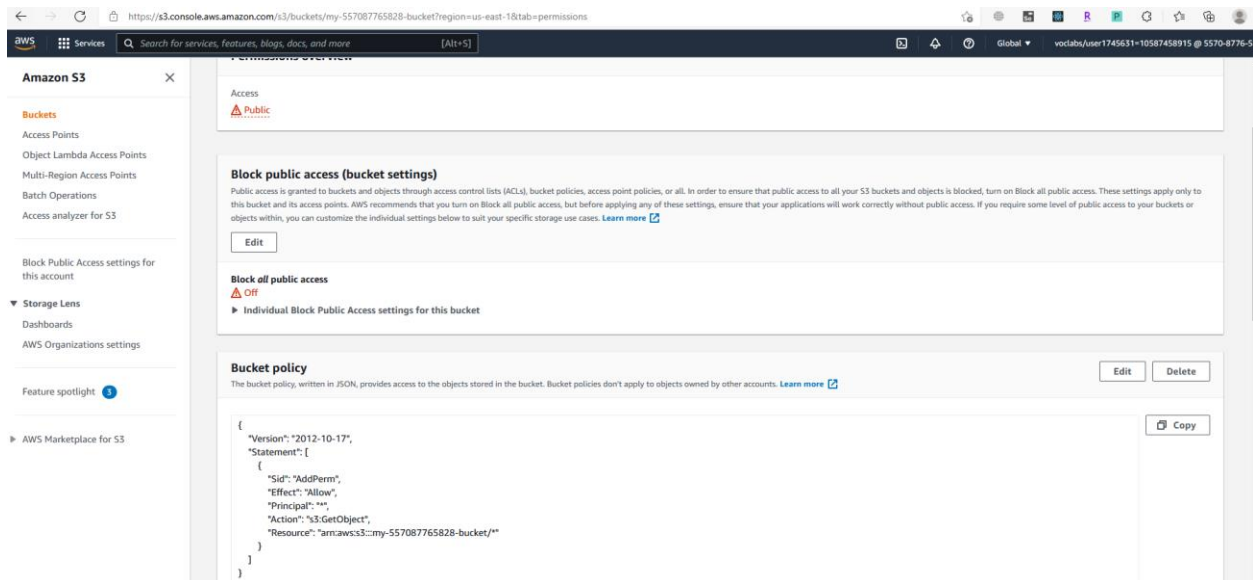 https://s3.console.aws.amazon.com/s3/buckets/my-557087765828-bucket?region=us-east-1&tab=permissions
aws Services Search for services, features, blogs, docs, and more [Alt+S] Global ▼ voclabs/user1745631=10587458915 @ 5570-8776-5
Amazon S3
Buckets
Access Points
Object Lambda Access Points
Multi-Region Access Points
Batch Operations
Access analyzer for S3
Block Public Access settings for
this account
▼ Storage Lens
Dashboards
AWS Organizations settings
Feature spotlight 3
▶ AWS Marketplace for S3
Permissions overview
Access
Public
Block public access (bucket settings)
Public access is granted to buckets and objects through access control lists (ACLs), bucket policies, access point policies, or all. In order to ensure that public access to all your S3 buckets and objects is blocked, turn on Block all public access. These settings apply only to
this bucket and its access points. AWS recommends that you turn on Block all public access, but before applying any of these settings, ensure that your applications will work correctly without public access. If you require some level of public access to your buckets or
objects within, you can customize the individual settings below to suit your specific storage use cases. Learn more
Edit
Block all public access
Off
▶ Individual Block Public Access settings for this bucket
Bucket policy
Edit Delete
The bucket policy, written in JSON, provides access to the objects stored in the bucket. Bucket policies don't apply to objects owned by other accounts. Learn more
Copy
{
"Version": "2012-10-17",
"Statement": [
{
"Sid": "AddPerm",
"Effect": "Allow",
"Principal": "*",
"Action": "s3:GetObject",
"Resource": "arn:aws:s3:::my-557087765828-bucket/*"
}
]
}